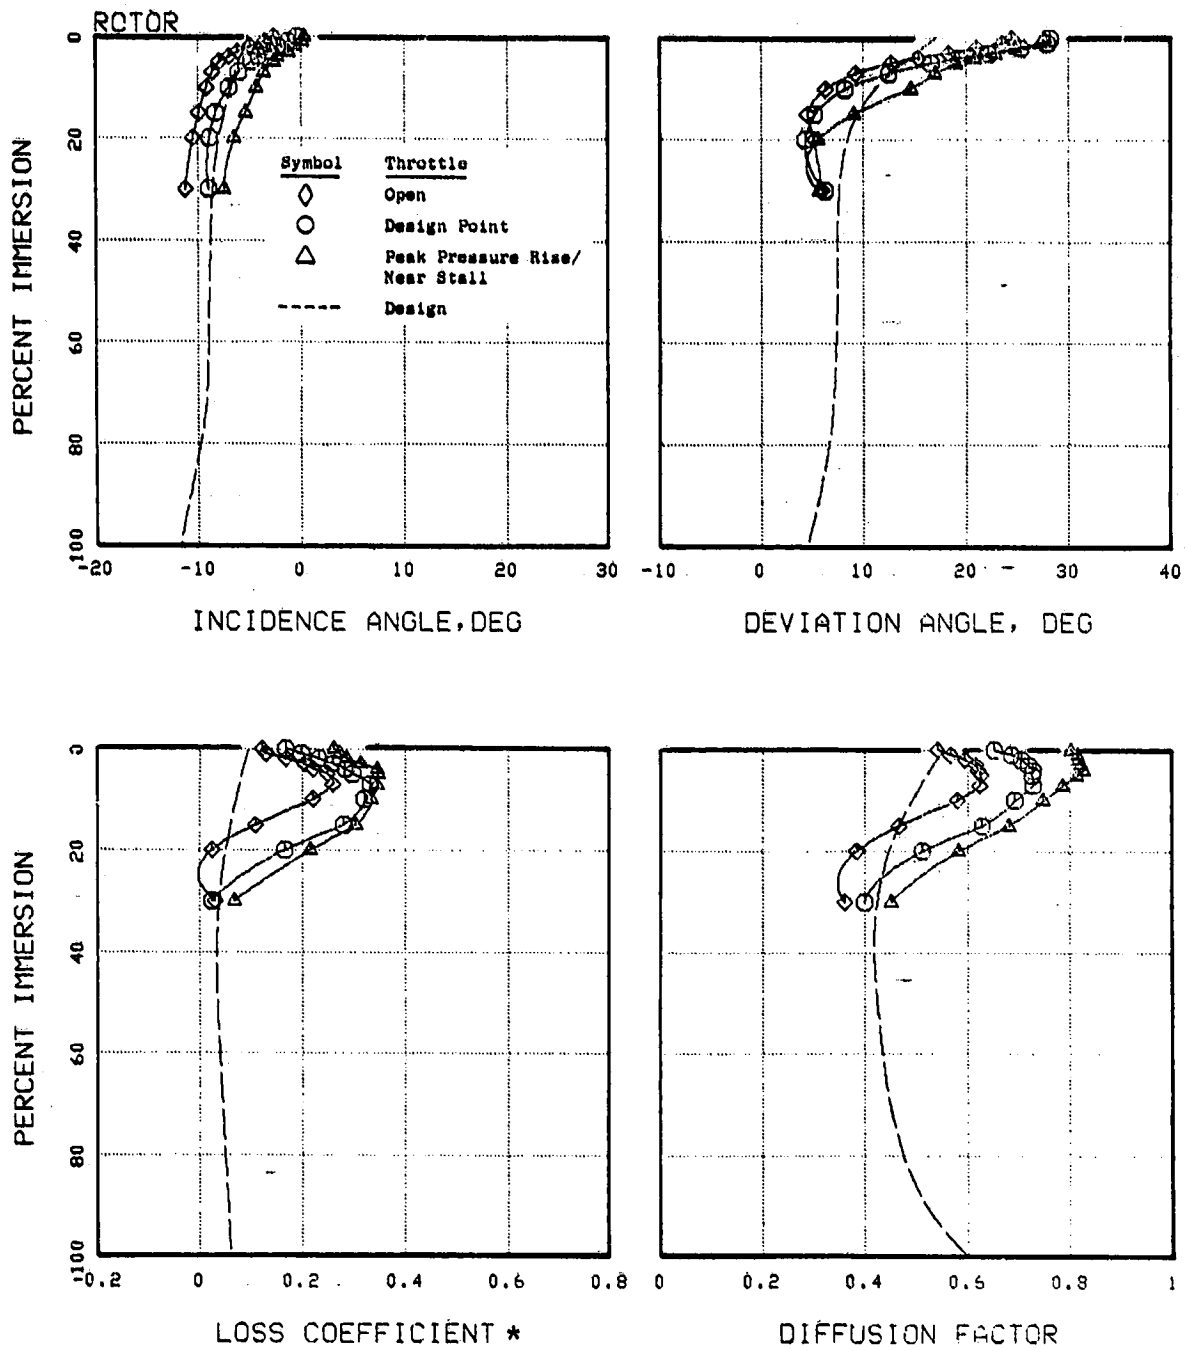 ROTOR
PERCENT IMMERSION
0
20
40
60
80
100
-20
-10
0
10
20
30
INCIDENCE ANGLE, DEG
Symbol Throttle
Open
Design Point
Peak Pressure Rise/
Near Stall
Design
-10
0
10
20
30
40
DEVIATION ANGLE, DEG
PERCENT IMMERSION
0
20
40
60
80
100
-0.2
0
0.2
0.4
0.6
0.8
LOSS COEFFICIENT *
0
0.2
0.4
0.6
0.8
1
DIFFUSION FACTOR